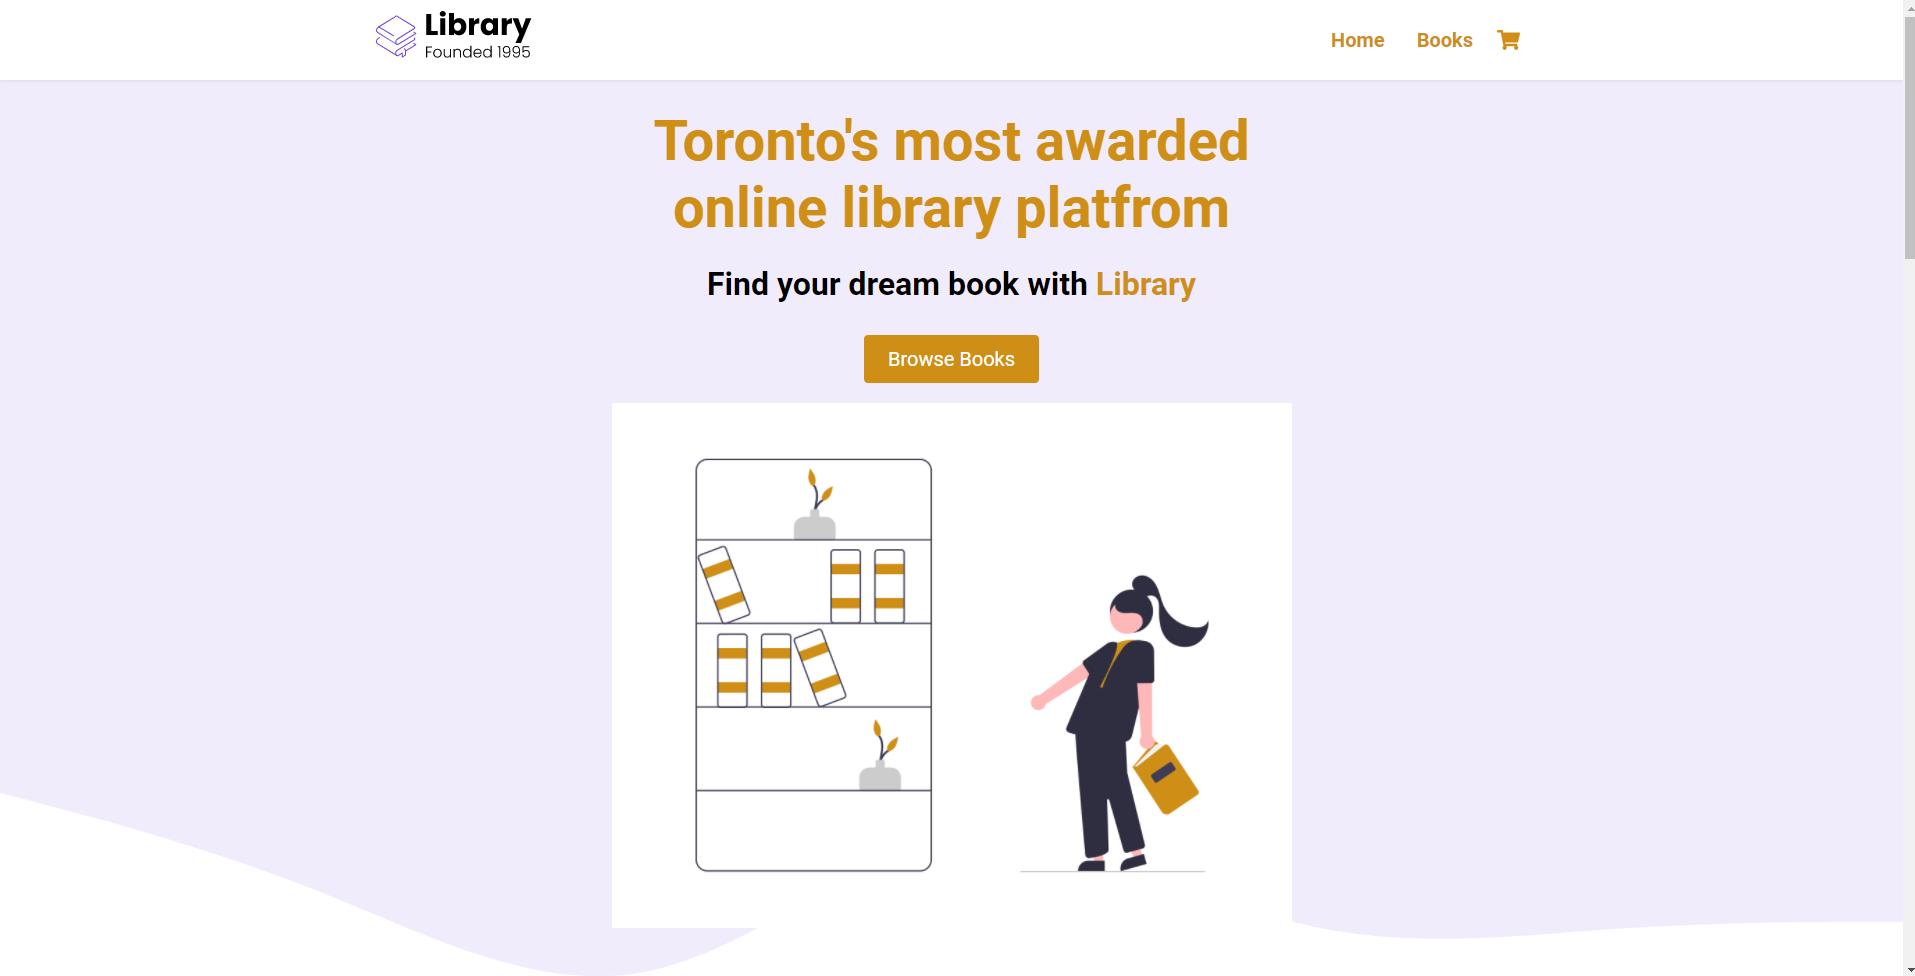 Library
Founded 1995
Home Books
Toronto's most awarded
online library platfrom
Find your dream book with Library
Browse Books